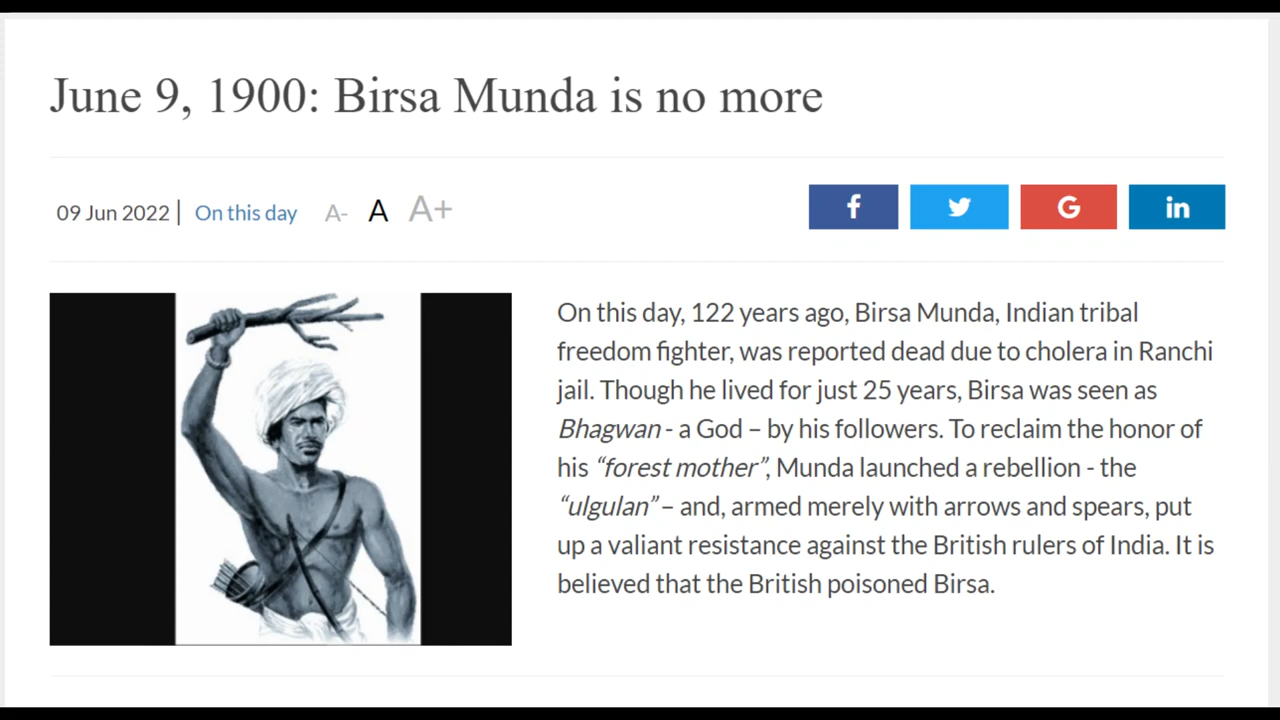 June 9, 1900: Birsa Munda is no more
09 Jun 2022 | On this day A- A A+
f G in
On this day, 122 years ago, Birsa Munda, Indian tribal
freedom fighter, was reported dead due to cholera in Ranchi
jail. Though he lived for just 25 years, Birsa was seen as
Bhagwan - a God – by his followers. To reclaim the honor of
his “forest mother”, Munda launched a rebellion - the
“ulgulan” – and, armed merely with arrows and spears, put
up a valiant resistance against the British rulers of India. It is
believed that the British poisoned Birsa.